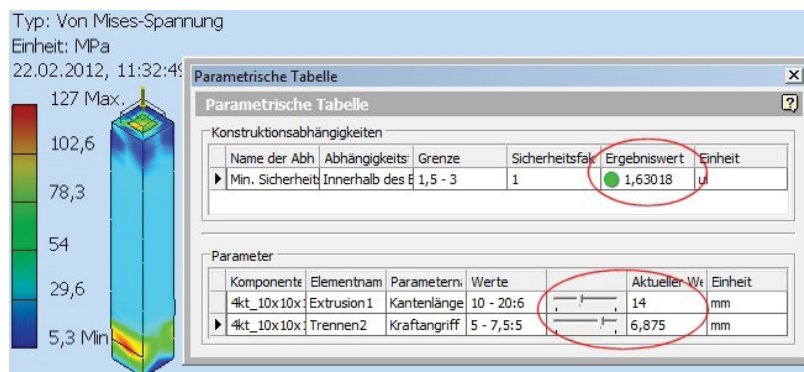 Typ: Von Mises-Spannung
Einheit: MPa
22.02.2012, 11:32:49
127 Max.
102,6
78,3
54
29,6
5,3 Min
Parametrische Tabelle
Parametrische Tabelle
Konstruktionsabhängigkeiten
Name der Abh Abhängigkeits Grenze Sicherheitsfak Ergebniswert Einheit
Min. Sicherheit Innerhalb des B 1,5 - 3 1 1,63018 ul
Parameter
Komponente Elementnam Parametern Werte Aktueller We Einheit
4kt_10x10x1 Extrusion1 Kantenlänge 10 - 20:6 14 mm
4kt_10x10x1 Trennen2 Kraftangriff 5 - 7,5:5 6,875 mm